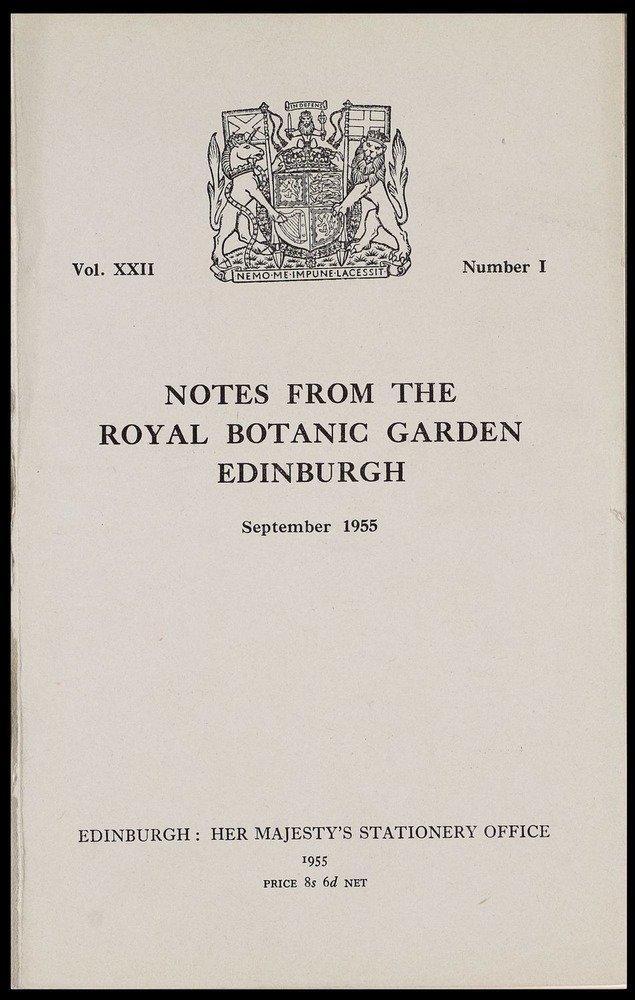 IN DEFENS
NEMO·ME·IMPUNE·LACESSIT
Vol. XXII
Number I
NOTES FROM THE
ROYAL BOTANIC GARDEN
EDINBURGH
September 1955
EDINBURGH : HER MAJESTY'S STATIONERY OFFICE
1955
PRICE 8s 6d NET